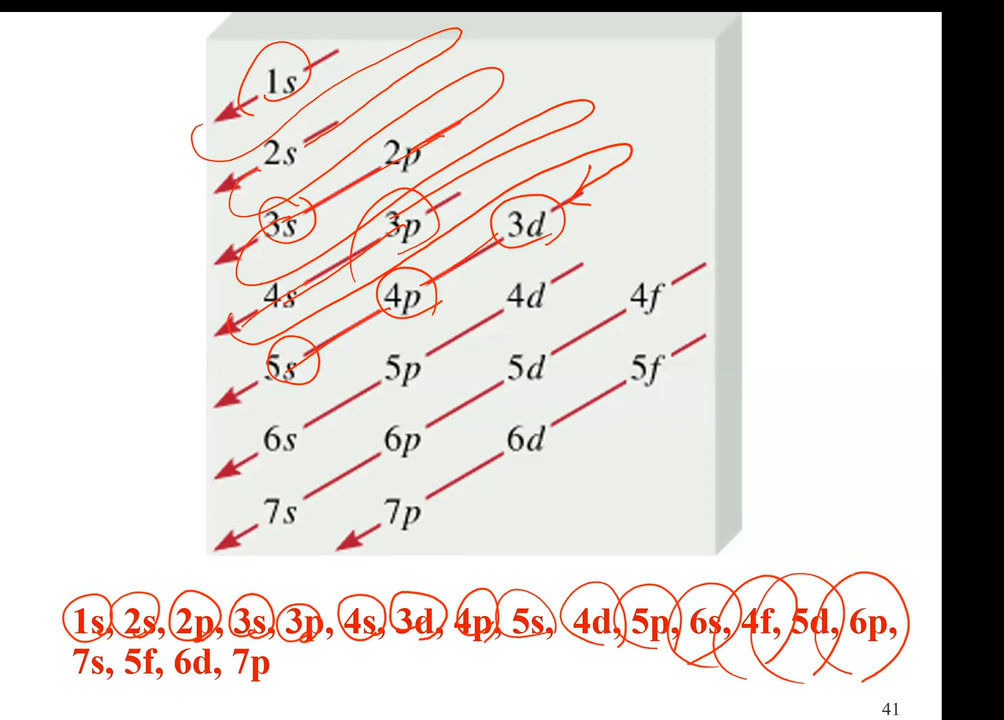 1s
2s 2p
3s 3p 3d
4s 4p 4d 4f
5s 5p 5d 5f
6s 6p 6d
7s 7p
1s, 2s, 2p, 3s, 3p, 4s, 3d, 4p, 5s, 4d, 5p, 6s, 4f, 5d, 6p,
7s, 5f, 6d, 7p
41